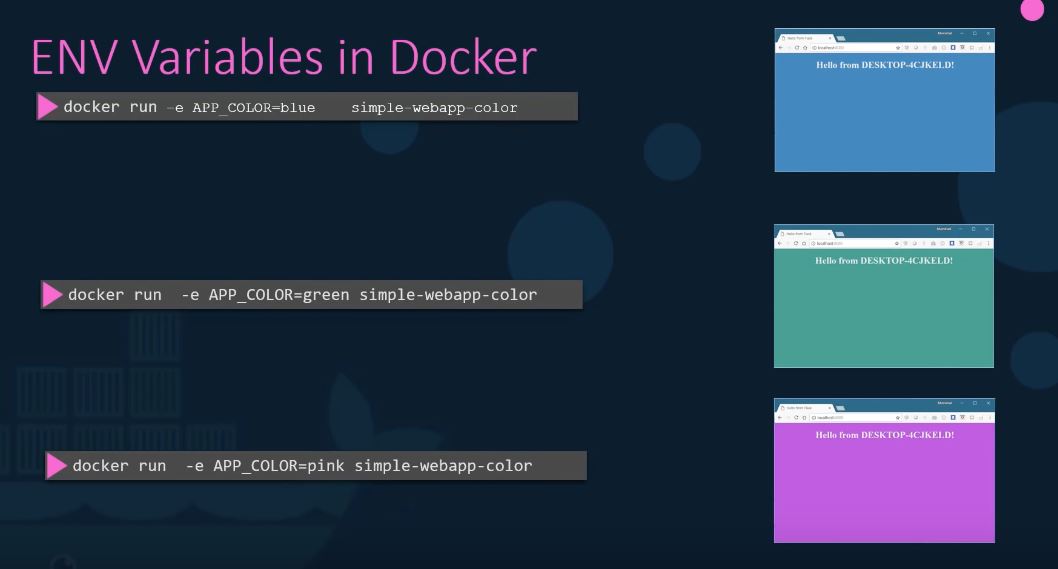 ENV Variables in Docker
docker run -e APP_COLOR=blue simple-webapp-color
Hello from DESKTOP-4CJKELD!
docker run -e APP_COLOR=green simple-webapp-color
Hello from DESKTOP-4CJKELD!
docker run -e APP_COLOR=pink simple-webapp-color
Hello from DESKTOP-4CJKELD!